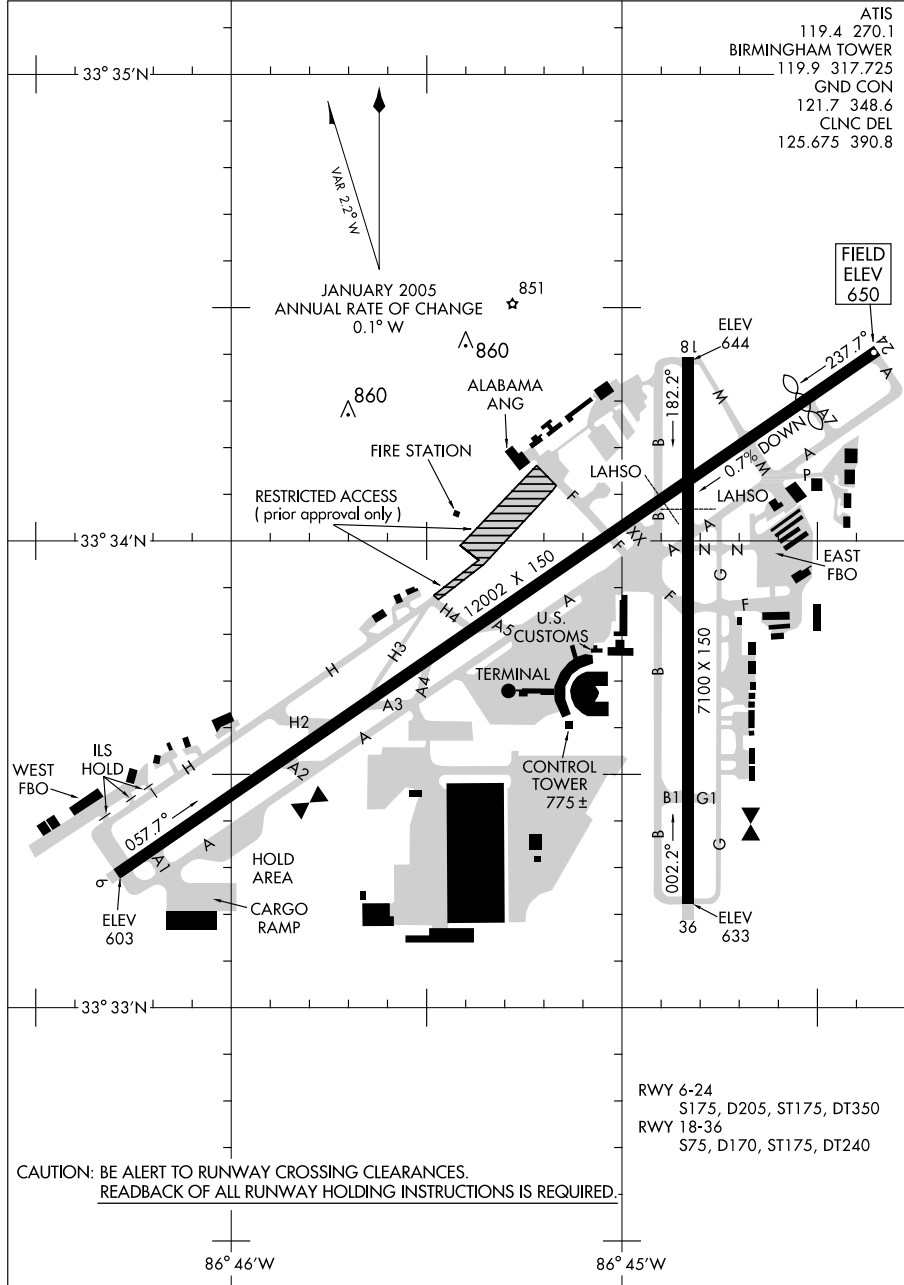 ATIS
119.4 270.1
BIRMINGHAM TOWER
119.9 317.725
GND CON
121.7 348.6
CLNC DEL
125.675 390.8
33° 35'N
VAR 2.2° W
JANUARY 2005
ANNUAL RATE OF CHANGE
0.1° W
851
860
860
FIELD
ELEV
650
ELEV
644
18
24
A
237.7°
182.2°
M
A7
0.7% DOWN
M
A
P
B
ALABAMA
ANG
FIRE STATION
RESTRICTED ACCESS
( prior approval only )
LAHSO
LAHSO
F
B
XX
A
33° 34'N
F
A
N
N
EAST
FBO
G
F
F
12002 X 150
H4
A5
A
U.S.
CUSTOMS
TERMINAL
H
H3
A4
A3
H2
A
B
7100 X 150
WEST
FBO
ILS
HOLD
H
A2
CONTROL
TOWER
775 ±
B1
G1
057.7°
A1
A
B
002.2°
G
6
HOLD
AREA
CARGO
RAMP
ELEV
603
36
ELEV
633
33° 33'N
RWY 6-24
S175, D205, ST175, DT350
RWY 18-36
S75, D170, ST175, DT240
CAUTION: BE ALERT TO RUNWAY CROSSING CLEARANCES.
READBACK OF ALL RUNWAY HOLDING INSTRUCTIONS IS REQUIRED.
86° 46'W
86° 45'W